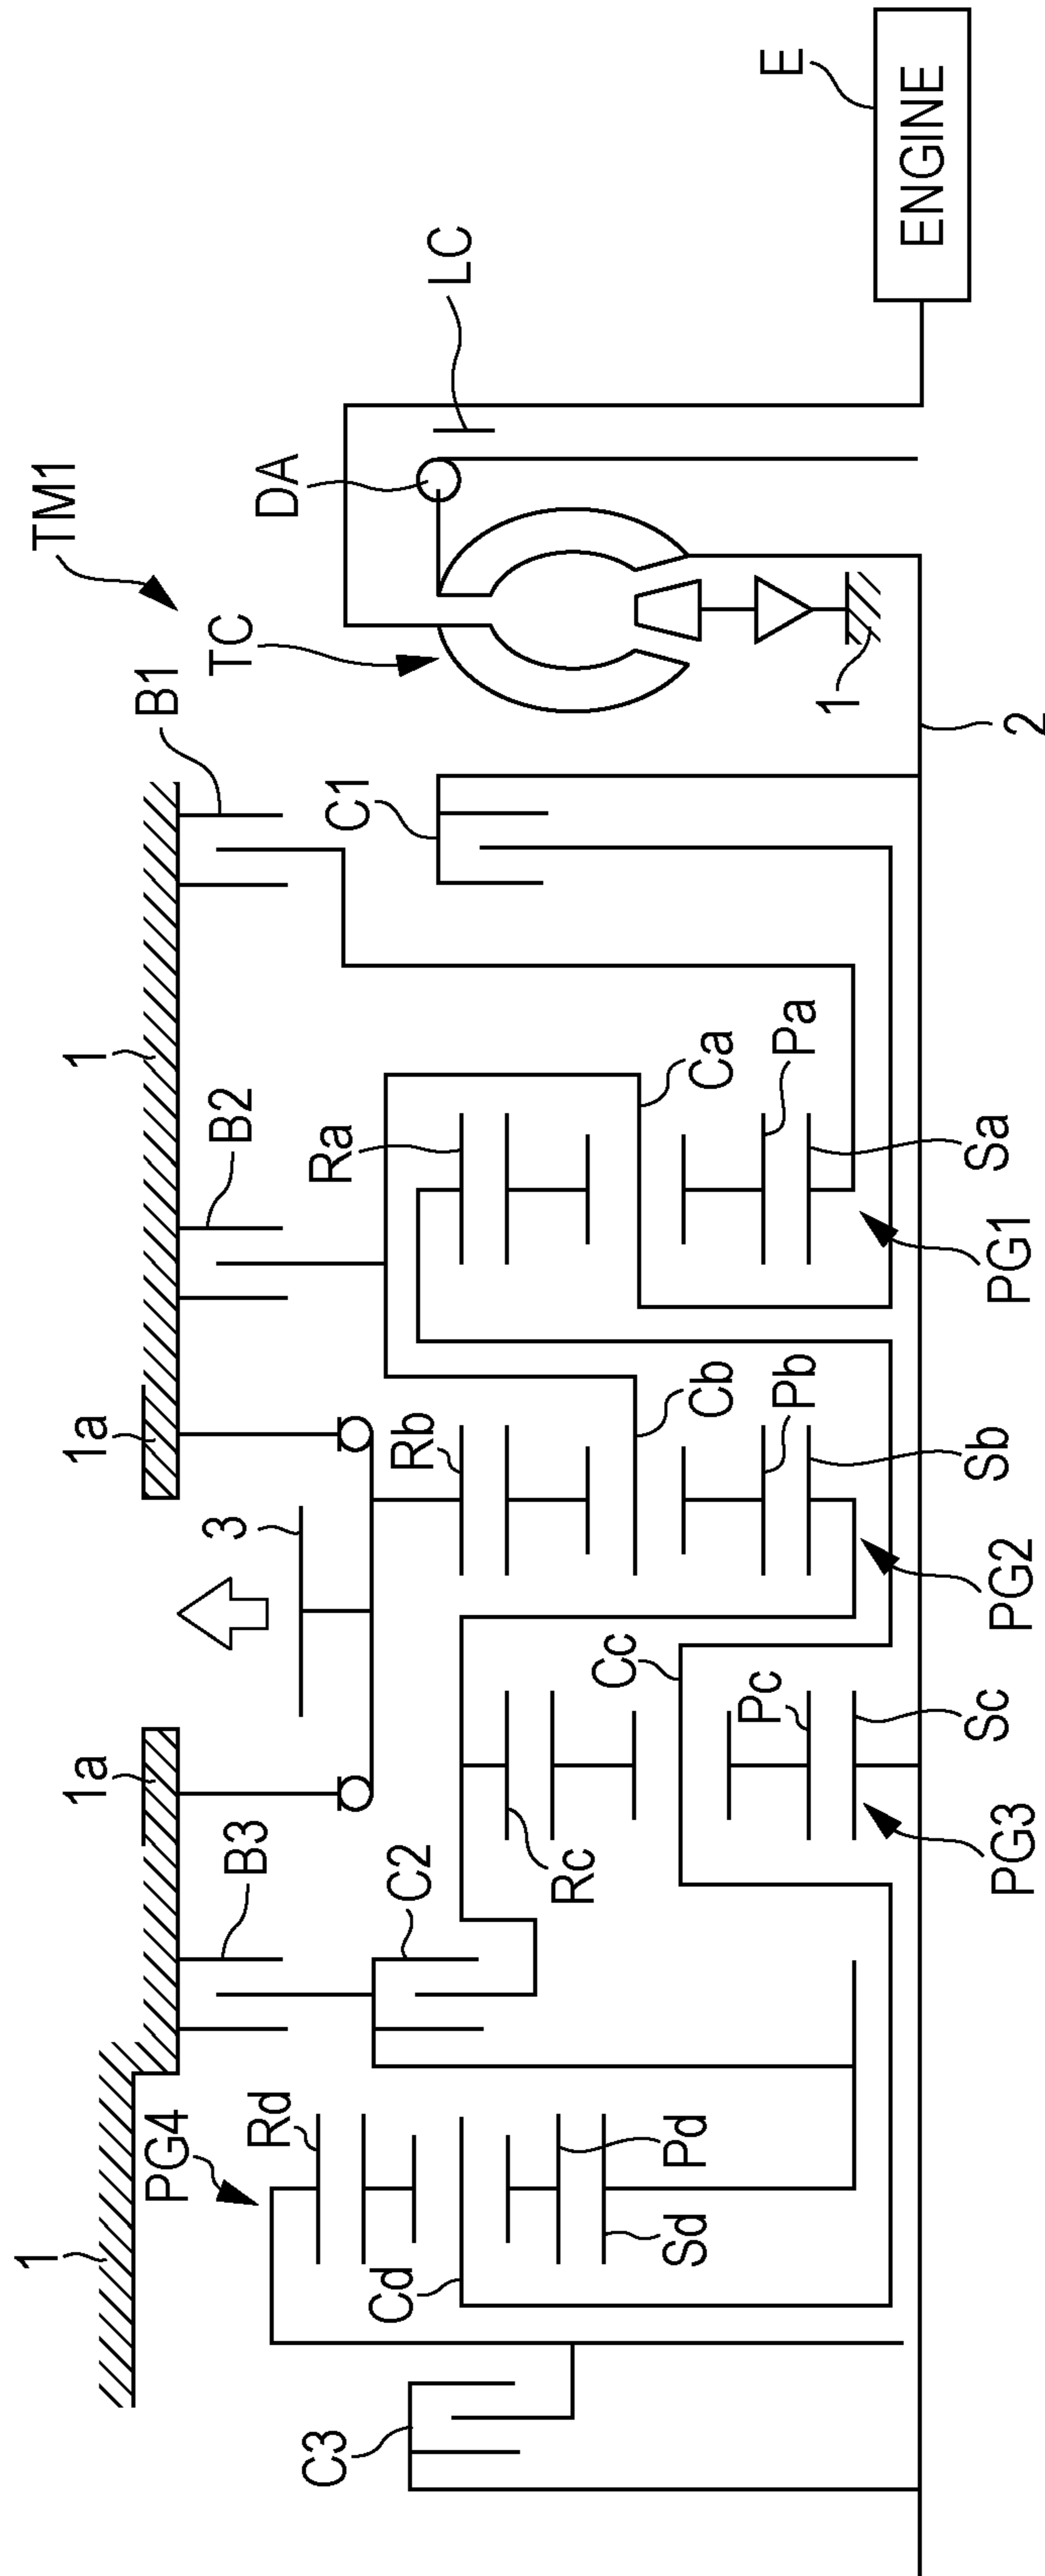 TM1
E
ENGINE
LC
DA
TC
B1
C1
1
2
1
B2
Ra
Ca
Pa
Sa
PG1
1a
3
Rb
Cb
Pb
Sb
PG2
1a
B3
C2
Rc
Cc
Pc
Sc
PG3
1
PG4
Rd
Cd
Pd
Sd
C3